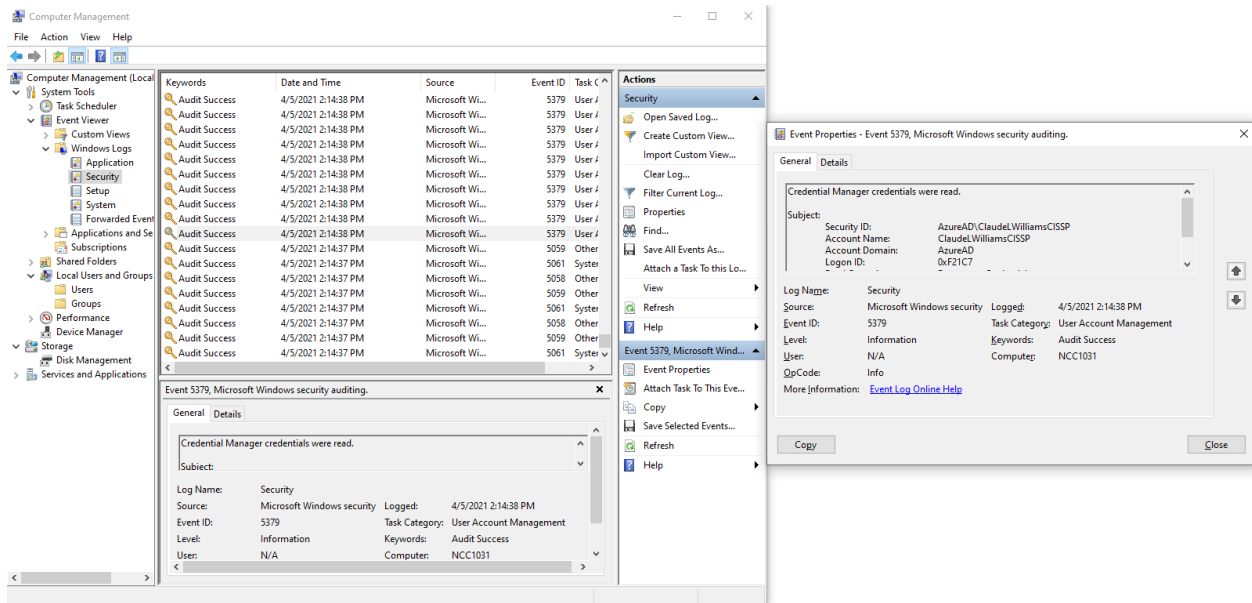 Computer Management
File Action View Help
Computer Management (Local
System Tools
Task Scheduler
Event Viewer
Custom Views
Windows Logs
Application
Security
Setup
System
Forwarded Event
Applications and Se
Subscriptions
Shared Folders
Local Users and Groups
Users
Groups
Performance
Device Manager
Storage
Disk Management
Services and Applications
Keywords Date and Time Source Event ID Task C
Audit Success 4/5/2021 2:14:38 PM Microsoft Wi... 5379 User A
Audit Success 4/5/2021 2:14:38 PM Microsoft Wi... 5379 User A
Audit Success 4/5/2021 2:14:38 PM Microsoft Wi... 5379 User A
Audit Success 4/5/2021 2:14:38 PM Microsoft Wi... 5379 User A
Audit Success 4/5/2021 2:14:38 PM Microsoft Wi... 5379 User A
Audit Success 4/5/2021 2:14:38 PM Microsoft Wi... 5379 User A
Audit Success 4/5/2021 2:14:38 PM Microsoft Wi... 5379 User A
Audit Success 4/5/2021 2:14:38 PM Microsoft Wi... 5379 User A
Audit Success 4/5/2021 2:14:38 PM Microsoft Wi... 5379 User A
Audit Success 4/5/2021 2:14:38 PM Microsoft Wi... 5379 User A
Audit Success 4/5/2021 2:14:37 PM Microsoft Wi... 5059 Other
Audit Success 4/5/2021 2:14:37 PM Microsoft Wi... 5061 System
Audit Success 4/5/2021 2:14:37 PM Microsoft Wi... 5058 Other
Audit Success 4/5/2021 2:14:37 PM Microsoft Wi... 5059 Other
Audit Success 4/5/2021 2:14:37 PM Microsoft Wi... 5061 System
Audit Success 4/5/2021 2:14:37 PM Microsoft Wi... 5058 Other
Audit Success 4/5/2021 2:14:37 PM Microsoft Wi... 5059 Other
Audit Success 4/5/2021 2:14:37 PM Microsoft Wi... 5061 System
Event 5379, Microsoft Windows security auditing.
General Details
Credential Manager credentials were read.
Subject:
Log Name: Security
Source: Microsoft Windows security Logged: 4/5/2021 2:14:38 PM
Event ID: 5379 Task Category: User Account Management
Level: Information Keywords: Audit Success
User: N/A Computer: NCC1031
Actions
Security
Open Saved Log...
Create Custom View...
Import Custom View...
Clear Log...
Filter Current Log...
Properties
Find...
Save All Events As...
Attach a Task To this Lo...
View
Refresh
Help
Event 5379, Microsoft Wind...
Event Properties
Attach Task To This Eve...
Copy
Save Selected Events...
Refresh
Help
Event Properties - Event 5379, Microsoft Windows security auditing.
General Details
Credential Manager credentials were read.
Subject:
Security ID: AzureAD\ClaudeLWilliamsCISSP
Account Name: ClaudeLWilliamsCISSP
Account Domain: AzureAD
Logon ID: 0xF21C7
Log Name: Security
Source: Microsoft Windows security Logged: 4/5/2021 2:14:38 PM
Event ID: 5379 Task Category: User Account Management
Level: Information Keywords: Audit Success
User: N/A Computer: NCC1031
OpCode: Info
More Information: Event Log Online Help
Copy Close